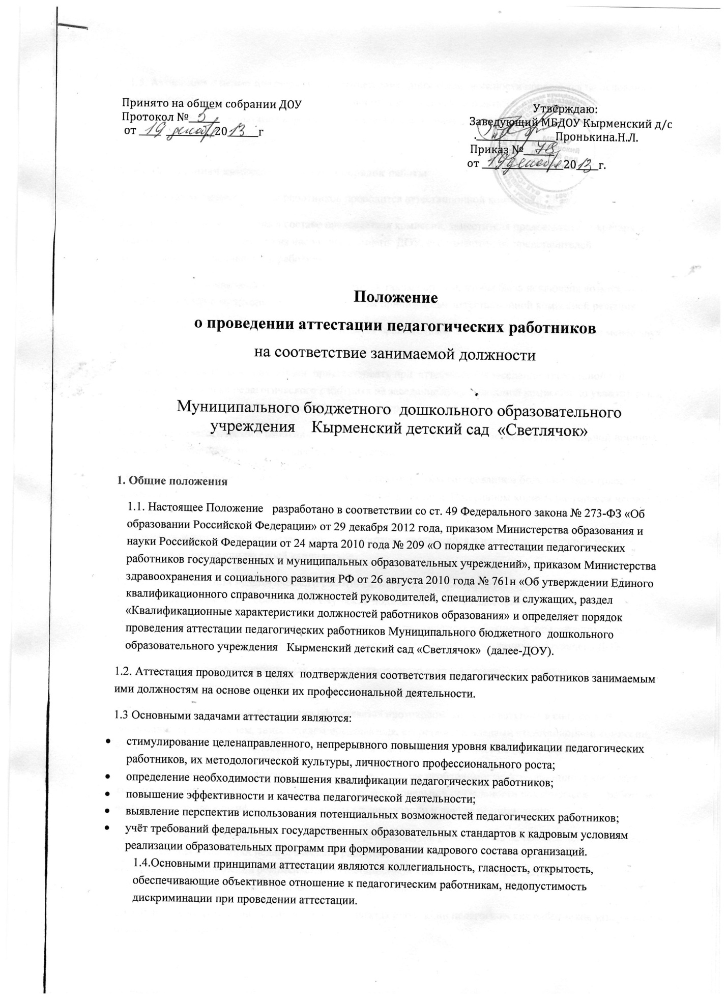 Принято на общем собрании ДОУ
Протокол № 5
от 19 декабря 2013 г
Утверждаю:
Заведующий МБДОУ Кырменский д/с
Пронькина.Н.Л.
Приказ № 78
от 19 декабря 2013 г.
Положение
о проведении аттестации педагогических работников
на соответствие занимаемой должности
Муниципального бюджетного дошкольного образовательного
учреждения Кырменский детский сад «Светлячок»
1. Общие положения
1.1. Настоящее Положение разработано в соответствии со ст. 49 Федерального закона № 273-ФЗ «Об
образовании Российской Федерации» от 29 декабря 2012 года, приказом Министерства образования и
науки Российской Федерации от 24 марта 2010 года № 209 «О порядке аттестации педагогических
работников государственных и муниципальных образовательных учреждений», приказом Министерства
здравоохранения и социального развития РФ от 26 августа 2010 года № 761н «Об утверждении Единого
квалификационного справочника должностей руководителей, специалистов и служащих, раздел
«Квалификационные характеристики должностей работников образования» и определяет порядок
проведения аттестации педагогических работников Муниципального бюджетного дошкольного
образовательного учреждения Кырменский детский сад «Светлячок» (далее-ДОУ).
1.2. Аттестация проводится в целях подтверждения соответствия педагогических работников занимаемым
ими должностям на основе оценки их профессиональной деятельности.
1.3 Основными задачами аттестации являются:
• стимулирование целенаправленного, непрерывного повышения уровня квалификации педагогических
работников, их методологической культуры, личностного профессионального роста;
• определение необходимости повышения квалификации педагогических работников;
• повышение эффективности и качества педагогической деятельности;
• выявление перспектив использования потенциальных возможностей педагогических работников;
• учёт требований федеральных государственных образовательных стандартов к кадровым условиям
реализации образовательных программ при формировании кадрового состава организаций.
1.4.Основными принципами аттестации являются коллегиальность, гласность, открытость,
обеспечивающие объективное отношение к педагогическим работникам, недопустимость
дискриминации при проведении аттестации.